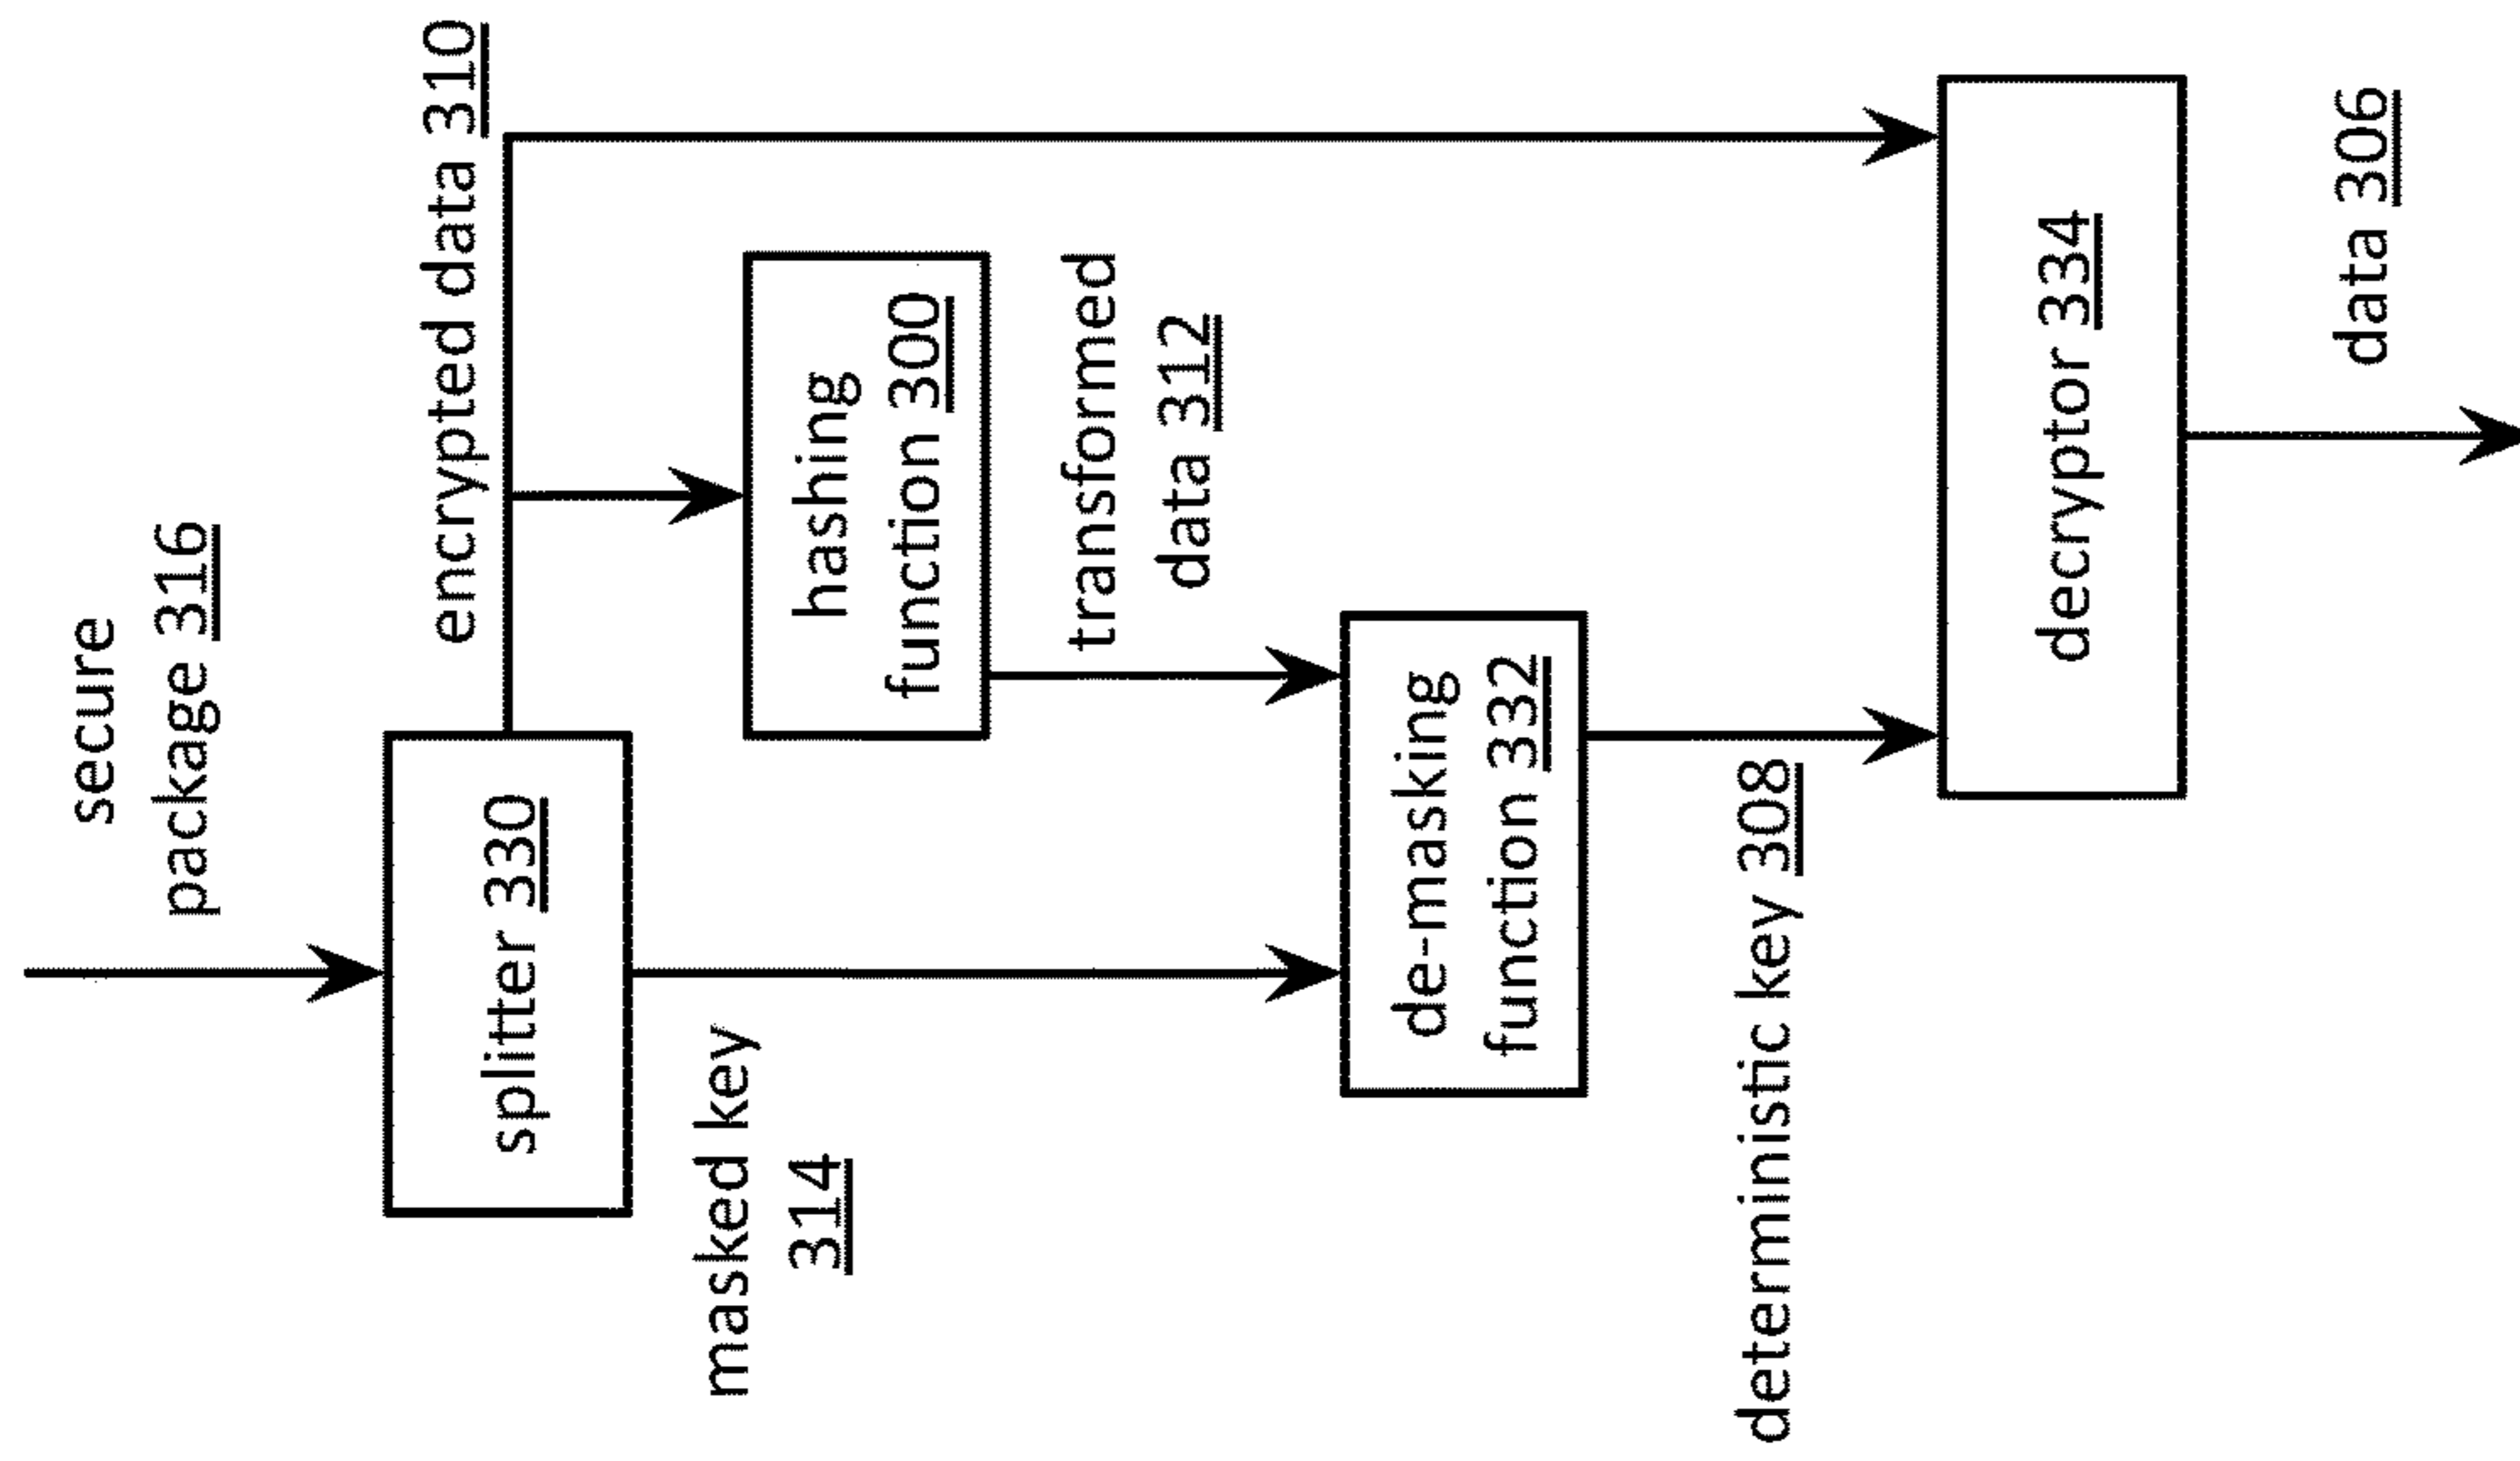 secure
package 316
splitter 330
encrypted data 310
masked key
314
hashing
function 300
transformed
data 312
de-masking
function 332
deterministic key 308
decryptor 334
data 306